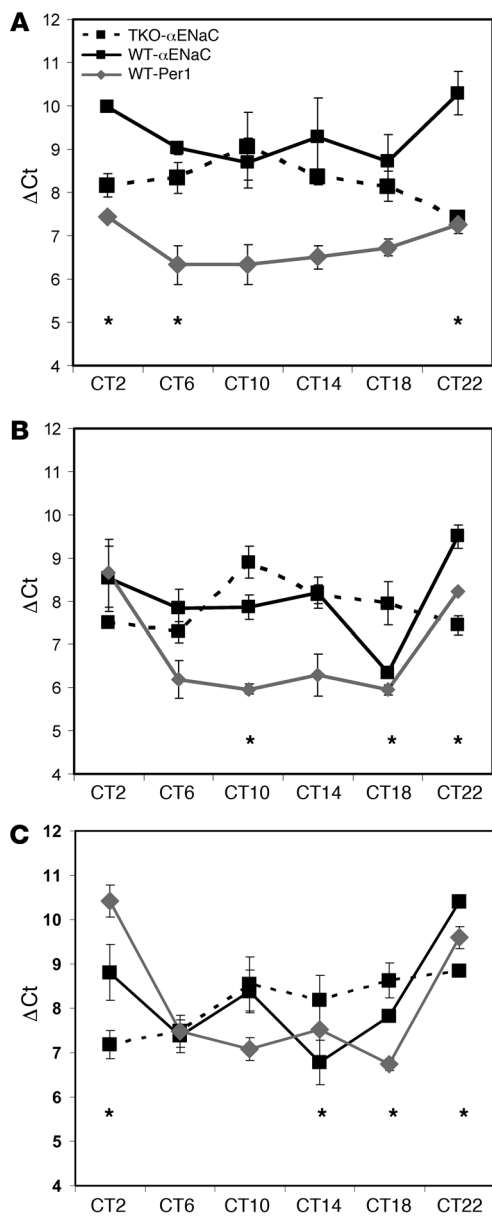 A
TKO-αENaC
WT-αENaC
WT-Per1
12
11
10
9
8
7
6
5
4
ΔCt
* * *
CT2 CT6 CT10 CT14 CT18 CT22
B
12
11
10
9
8
7
6
5
4
ΔCt
* * *
CT2 CT6 CT10 CT14 CT18 CT22
C
12
11
10
9
8
7
6
5
4
ΔCt
* * * *
CT2 CT6 CT10 CT14 CT18 CT22